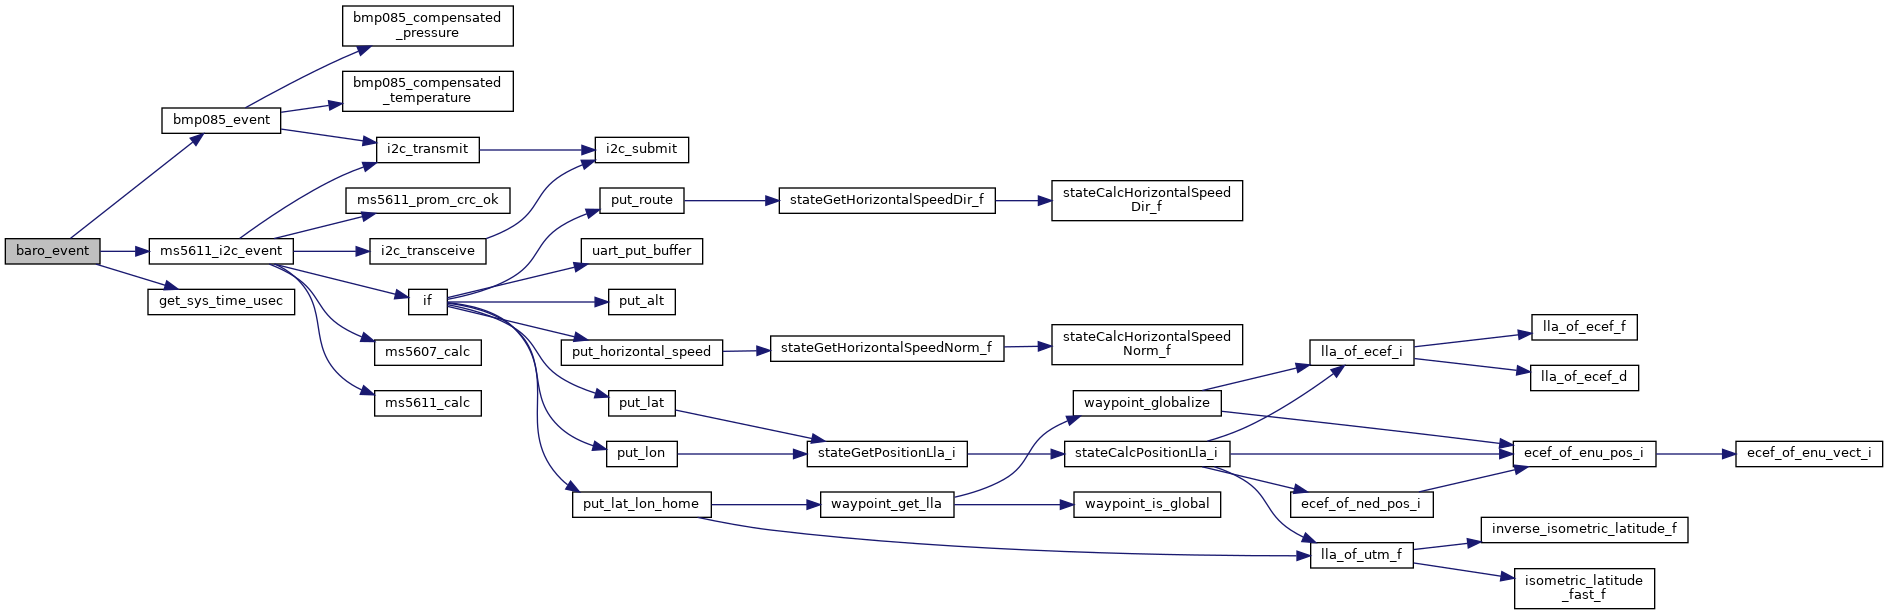 bmp085_compensated
_pressure
bmp085_compensated
_temperature
bmp085_event
i2c_transmit
i2c_submit
ms5611_prom_crc_ok
put_route
stateGetHorizontalSpeedDir_f
stateCalcHorizontalSpeed
Dir_f
baro_event
ms5611_i2c_event
i2c_transceive
uart_put_buffer
get_sys_time_usec
if
put_alt
lla_of_ecef_f
ms5607_calc
put_horizontal_speed
stateGetHorizontalSpeedNorm_f
stateCalcHorizontalSpeed
Norm_f
lla_of_ecef_i
lla_of_ecef_d
ms5611_calc
put_lat
waypoint_globalize
put_lon
stateGetPositionLla_i
stateCalcPositionLla_i
ecef_of_enu_pos_i
ecef_of_enu_vect_i
put_lat_lon_home
waypoint_get_lla
waypoint_is_global
ecef_of_ned_pos_i
inverse_isometric_latitude_f
lla_of_utm_f
isometric_latitude
_fast_f